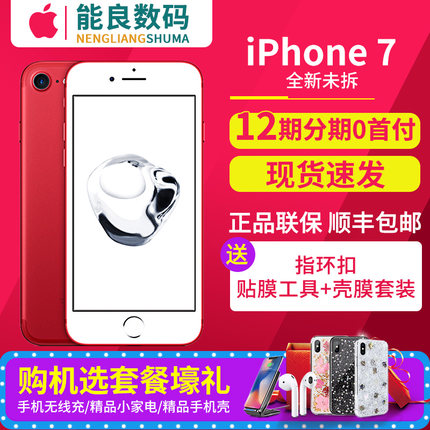 能良数码
NENGLIANGSHUMA
iPhone 7
全新未拆
12期分期0首付
现货速发
正品联保 顺丰包邮
送
指环扣
贴膜工具+壳膜套装
购机选套餐壕礼
手机无线充/精品小家电/精品手机壳